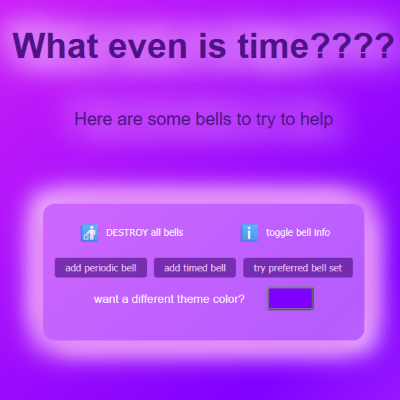 What even is time????
Here are some bells to try to help
DESTROY all bells
toggle bell info
add periodic bell
add timed bell
try preferred bell set
want a different theme color?